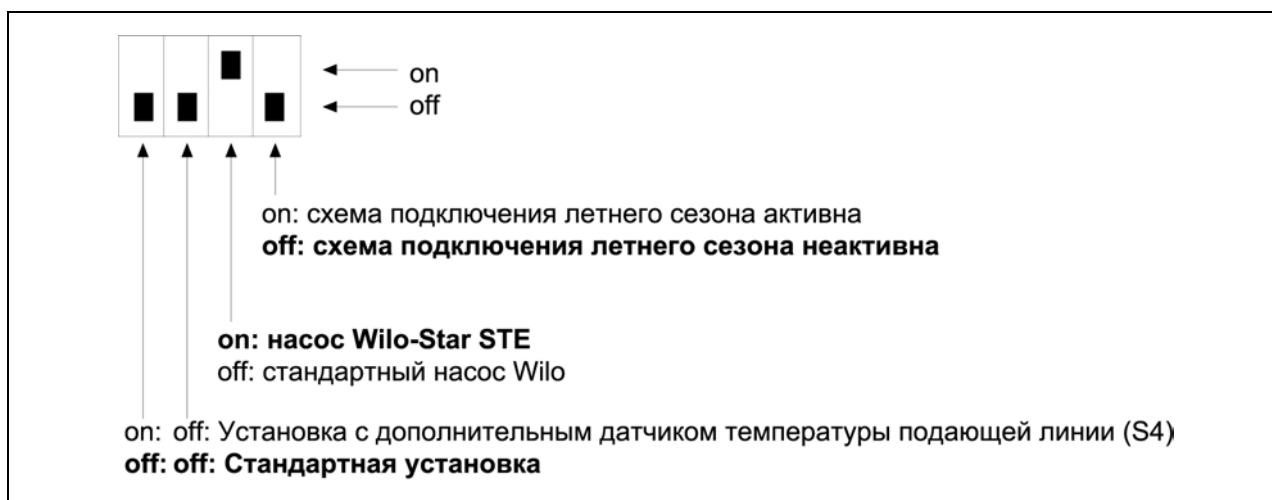 on
off
on: схема подключения летнего сезона активна
off: схема подключения летнего сезона неактивна
on: насос Wilo-Star STE
off: стандартный насос Wilo
on: off: Установка с дополнительным датчиком температуры подающей линии (S4)
off: off: Стандартная установка